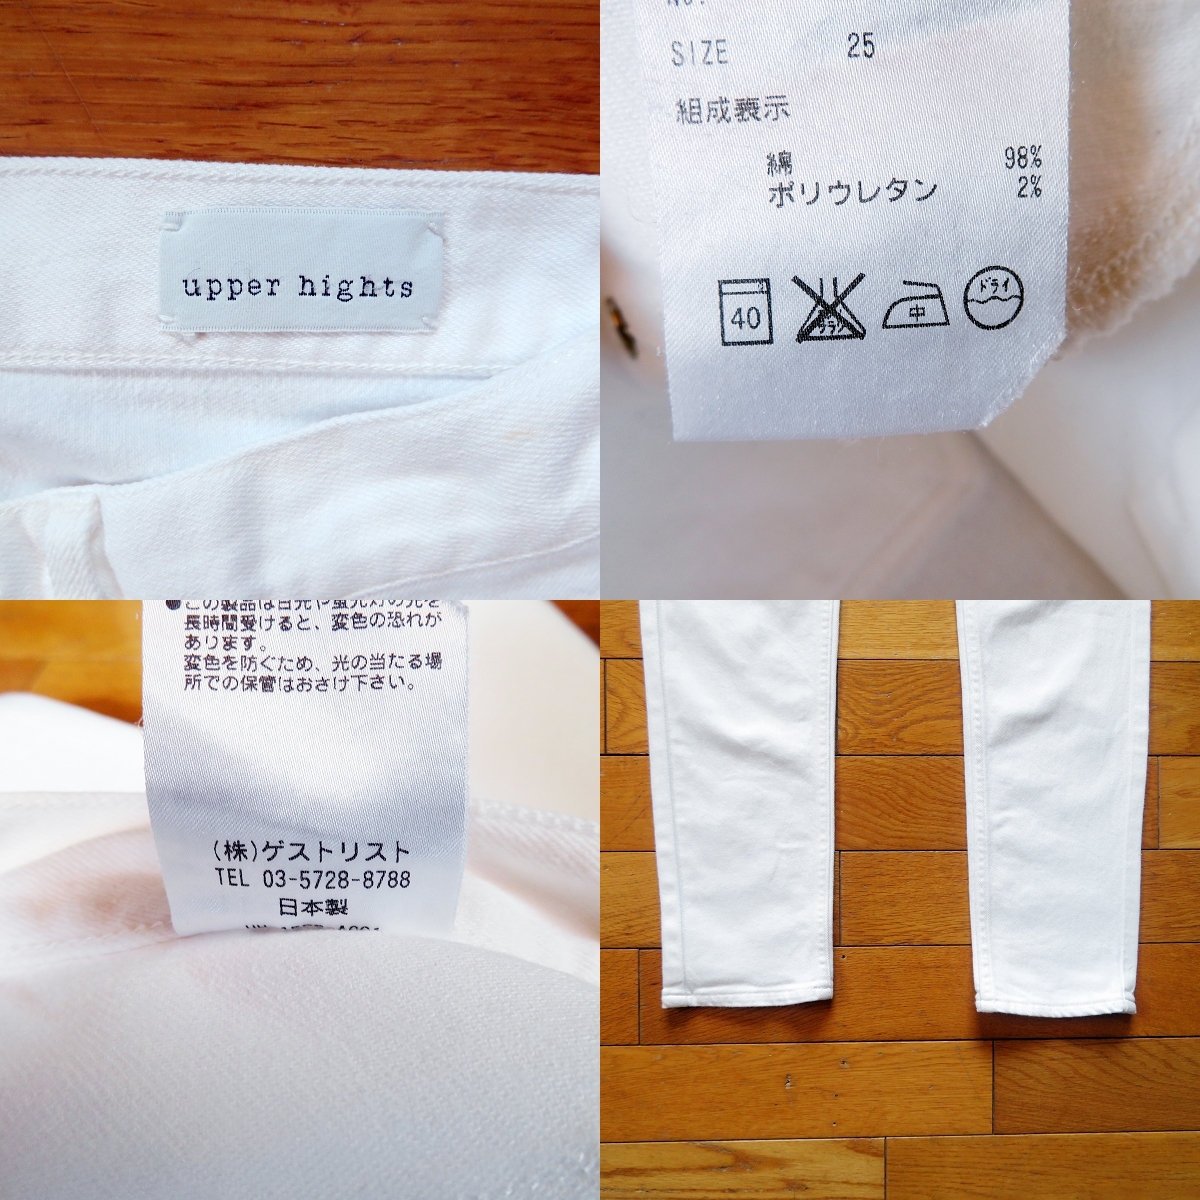 upper hights
SIZE 25
組成表示
綿 98%
ポリウレタン 2%
40 中 ドライ
●この製品は日光や蛍光灯の光を
長時間受けると、変色の恐れが
あります。
変色を防ぐため、光の当たる場
所での保管はおさけ下さい。
(株)ゲストリスト
TEL 03-5728-8788
日本製